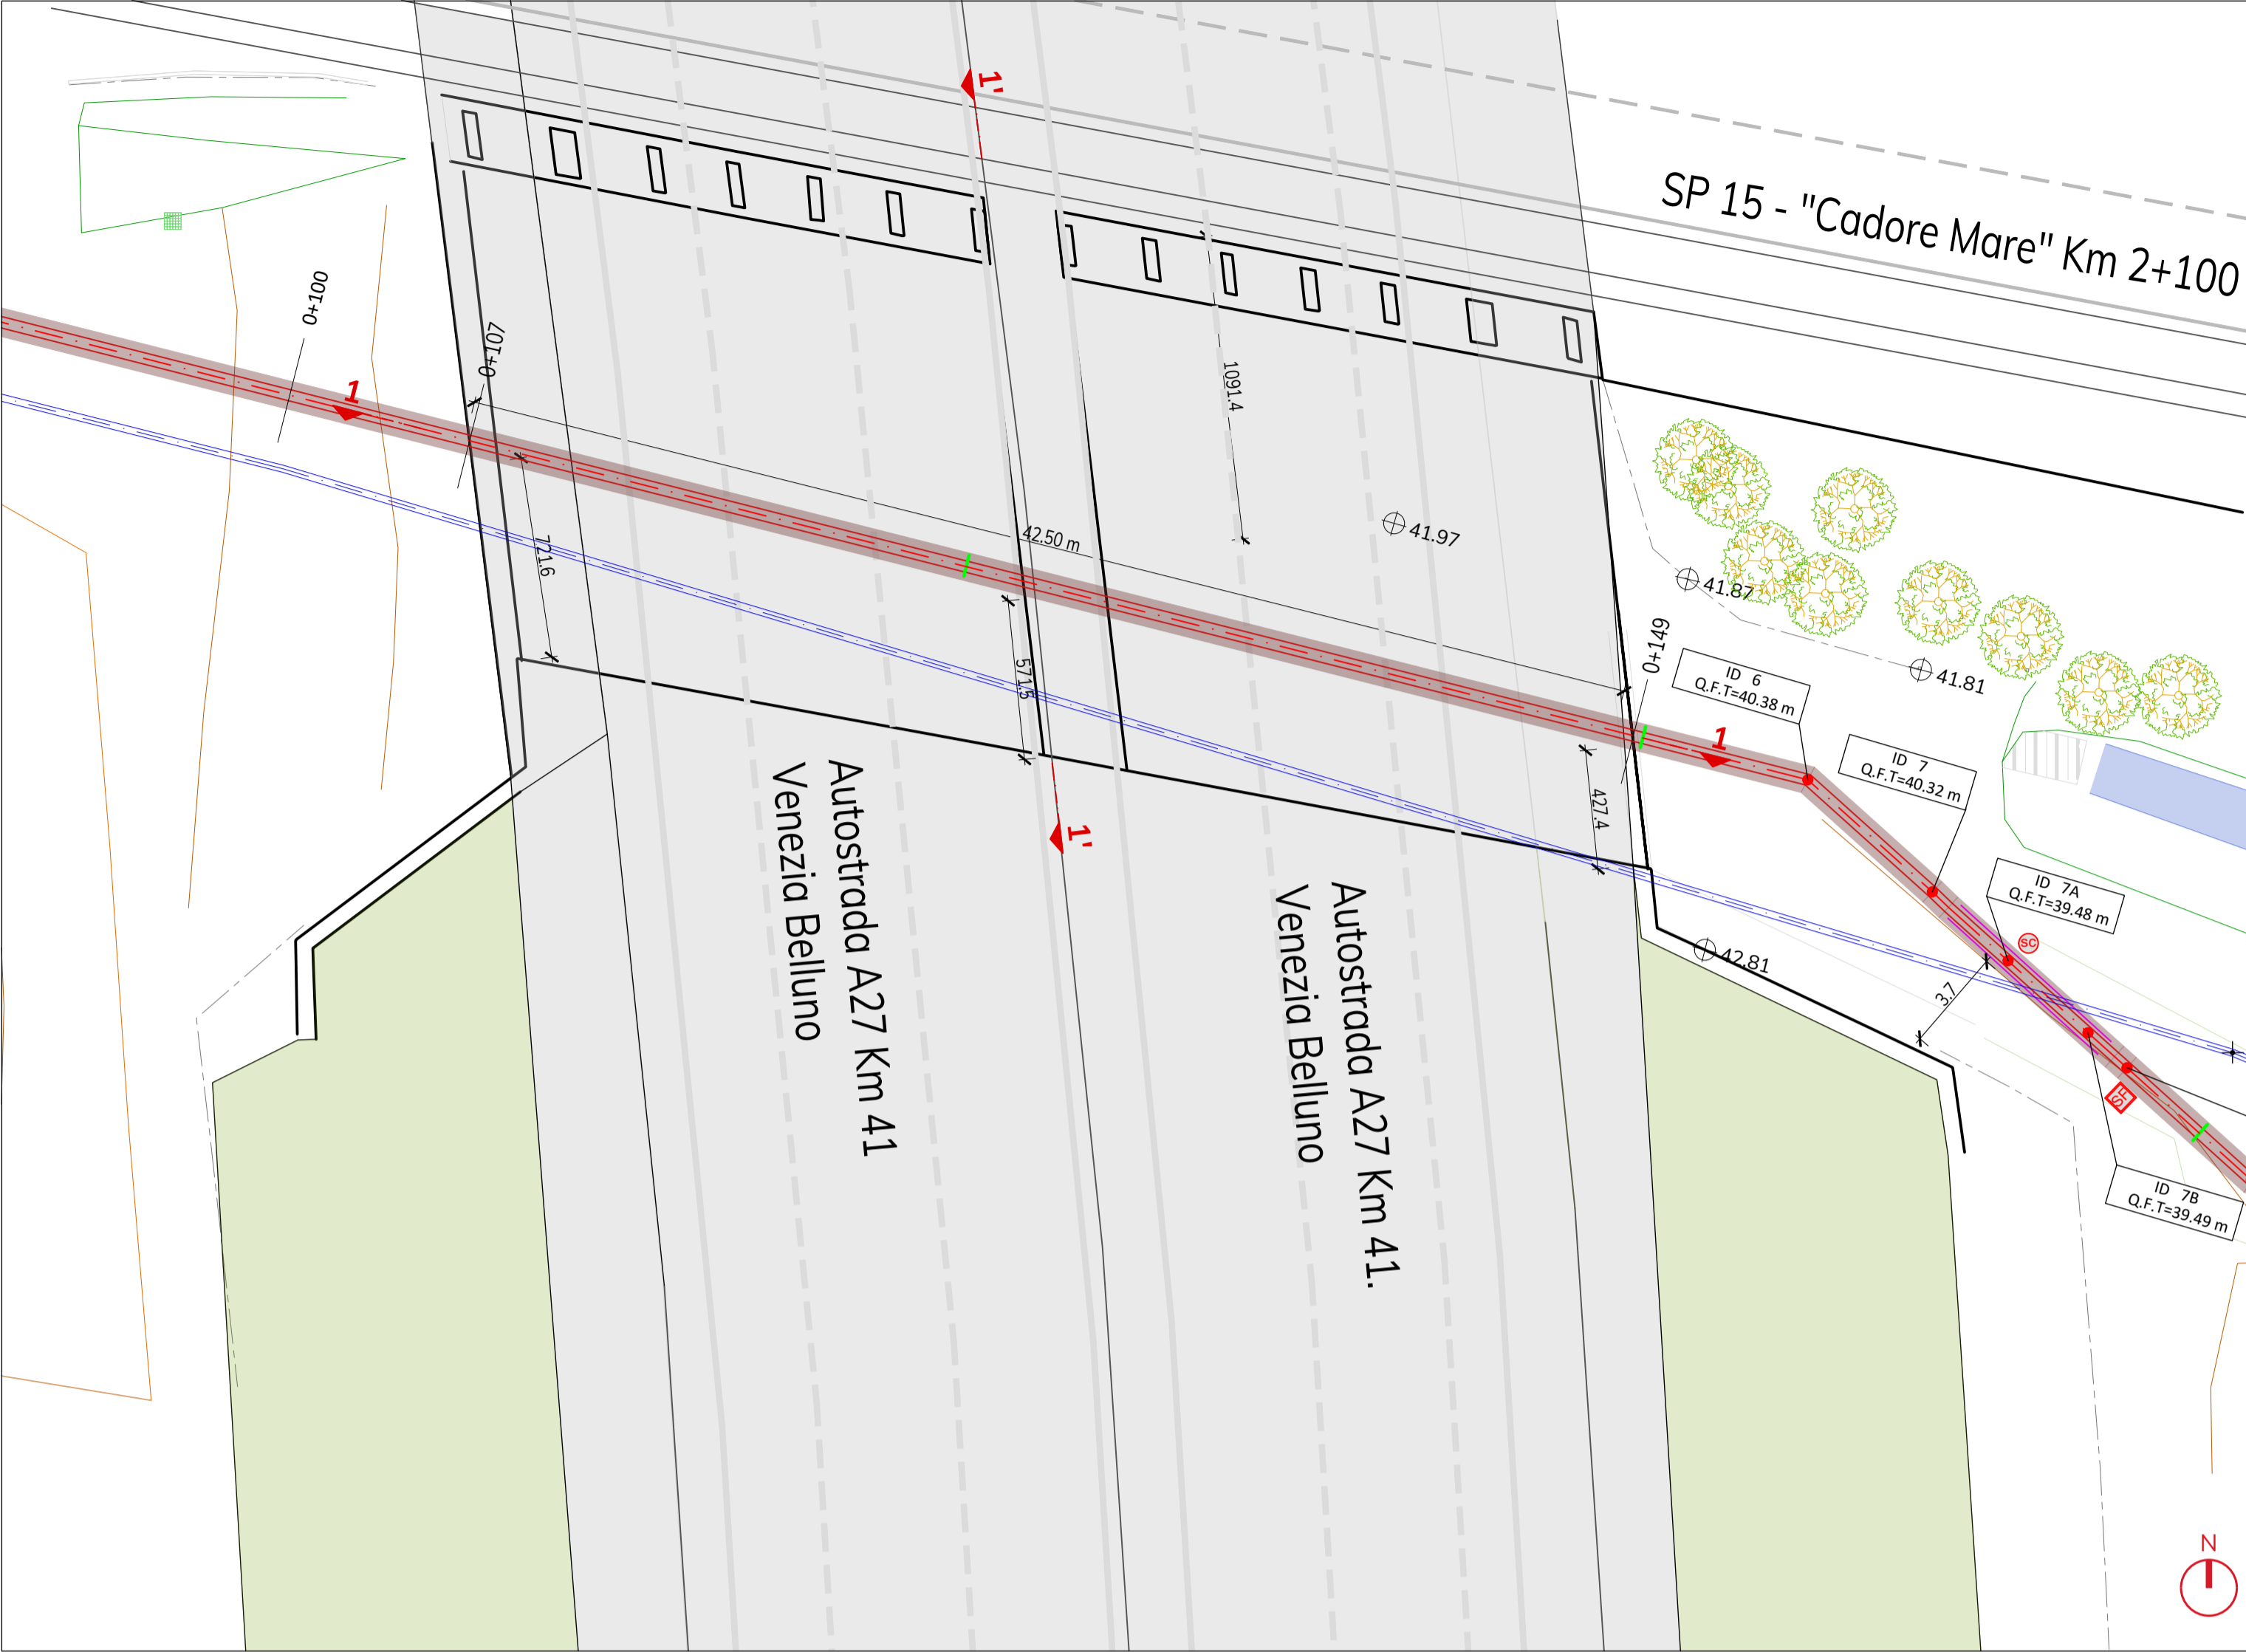 1'
SP 15 - "Cadore Mare" Km 2+100
0+100
0+107
1
1091.4
42.50 m
41.97
721.6
41.87
571.5
0+149
ID 6
Q.F.T=40.38 m
41.81
1
ID 7
Q.F.T=40.32 m
427.4
Autostrada A27 Km 41
Venezia Belluno
1'
Autostrada A27 Km 41.
Venezia Belluno
ID 7A
Q.F.T=39.48 m
SC
42.81
3.7
SF
ID 7B
Q.F.T=39.49 m
N